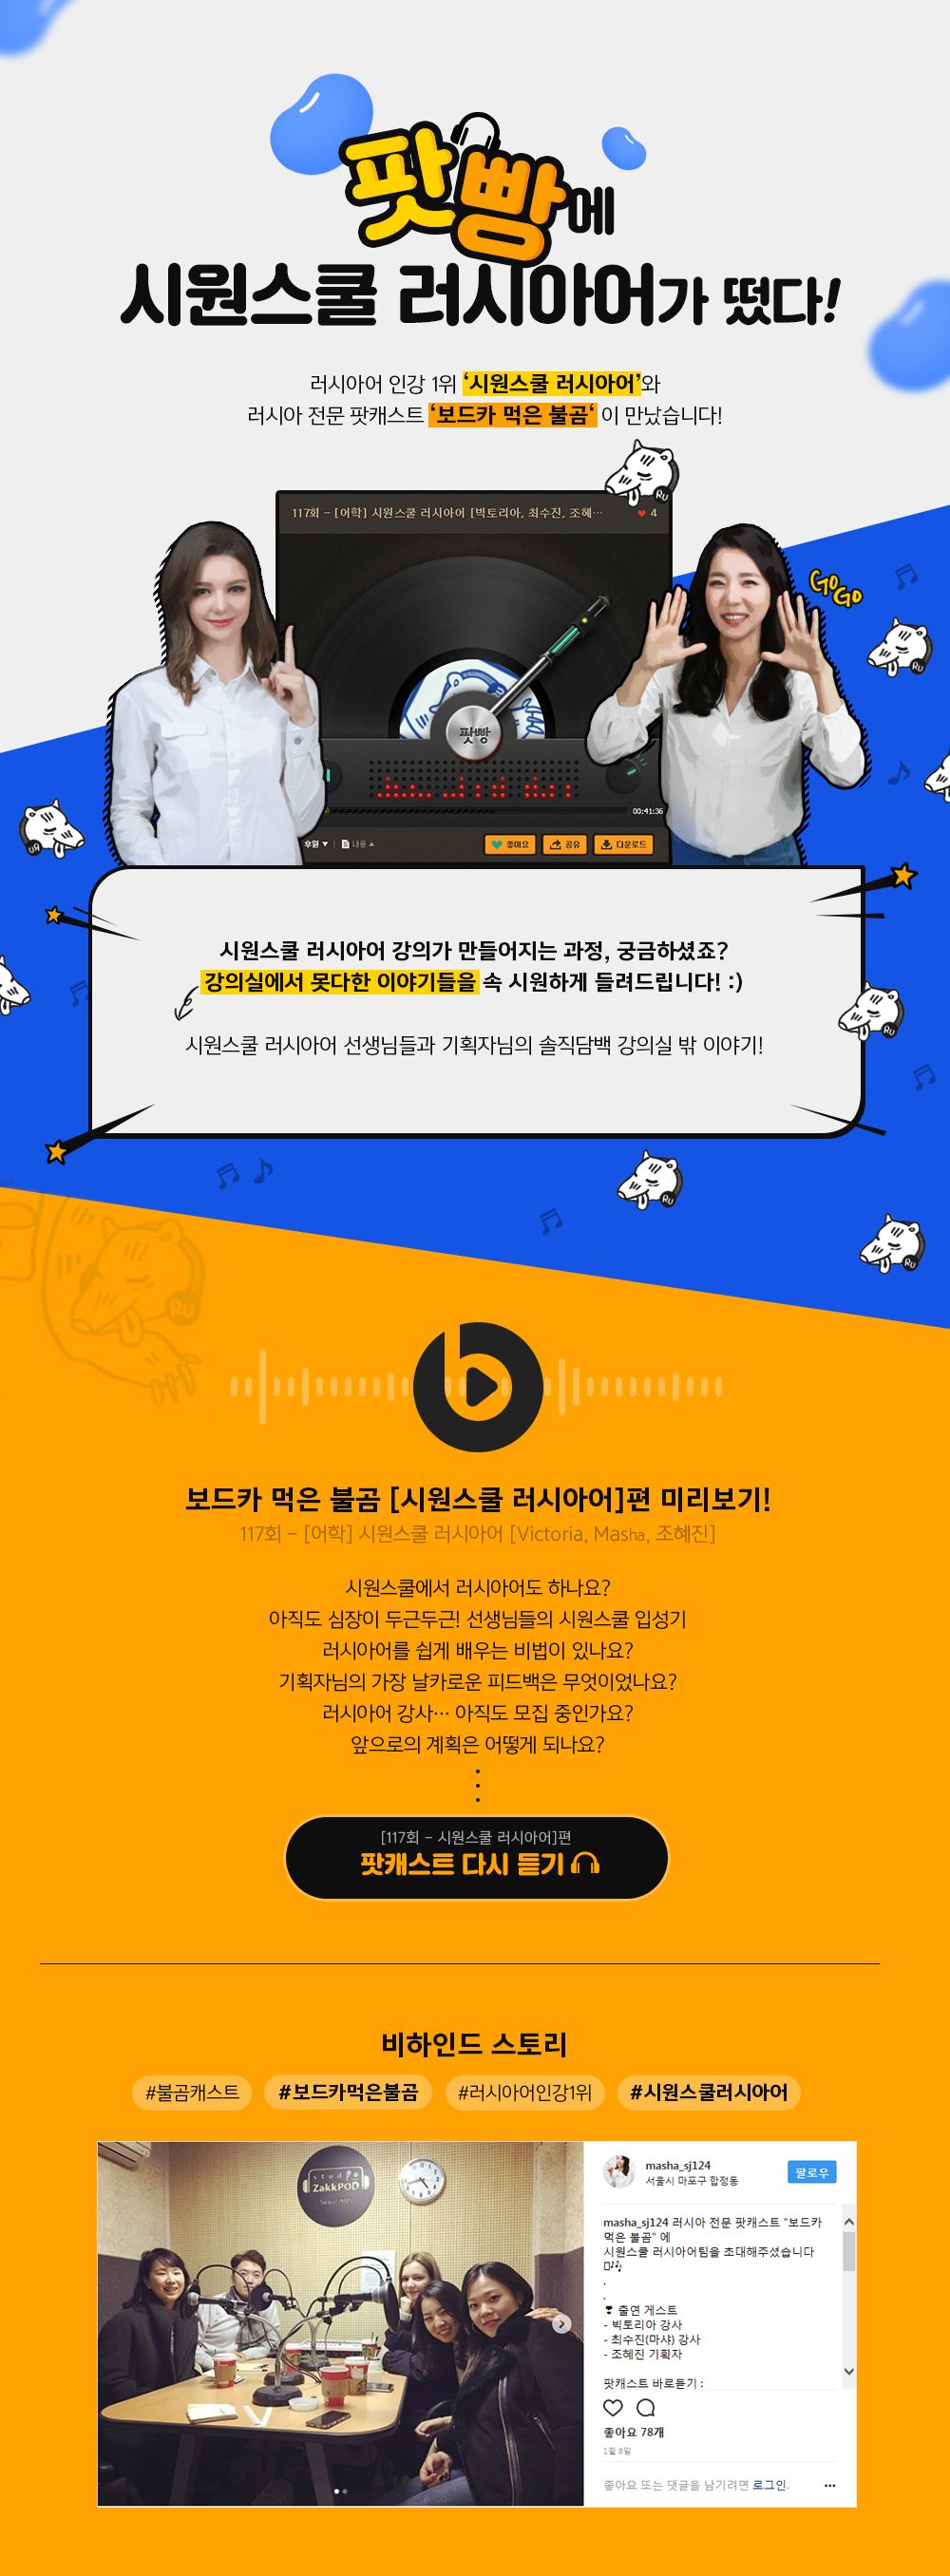 팟빵에
시원스쿨 러시아어가 떴다!
러시아어 인강 1위 '시원스쿨 러시아어'와
러시아 전문 팟캐스트 '보드카 먹은 불곰' 이 만났습니다!
RU
117회 - [어학] 시원스쿨 러시아어 [빅토리아, 최수진, 조혜···
4
GOGO
팟빵
00:41:36
후원
내용
좋아요
공유
다운로드
RU
RU
시원스쿨 러시아어 강의가 만들어지는 과정, 궁금하셨죠?
강의실에서 못다한 이야기들을 속 시원하게 들려드립니다! :)
RU
시원스쿨 러시아어 선생님들과 기획자님의 솔직담백 강의실 밖 이야기!
RU
RU
RU
보드카 먹은 불곰 [시원스쿨 러시아어]편 미리보기!
117회 - [어학] 시원스쿨 러시아어 [Victoria, Masha, 조혜진]
시원스쿨에서 러시아어도 하나요?
아직도 심장이 두근두근! 선생님들의 시원스쿨 입성기
러시아어를 쉽게 배우는 비법이 있나요?
기획자님의 가장 날카로운 피드백은 무엇이었나요?
러시아어 강사··· 아직도 모집 중인가요?
앞으로의 계획은 어떻게 되나요?
[117회 - 시원스쿨 러시아어]편
팟캐스트 다시 듣기
비하인드 스토리
#불곰캐스트 #보드카먹은불곰 #러시아어인강1위 #시원스쿨러시아어
studio
ZakkPOD
masha_sj124
서울시 마포구 합정동
팔로우
masha_sj124 러시아 전문 팟캐스트 "보드카
먹은 불곰" 에
시원스쿨 러시아어팀을 초대해주셨습니다
.
.
❣ 출연 게스트
- 빅토리아 강사
- 최수진(마샤) 강사
- 조혜진 기획자
팟캐스트 바로듣기 :
좋아요 78개
1월 8일
좋아요 또는 댓글을 남기려면 로그인.